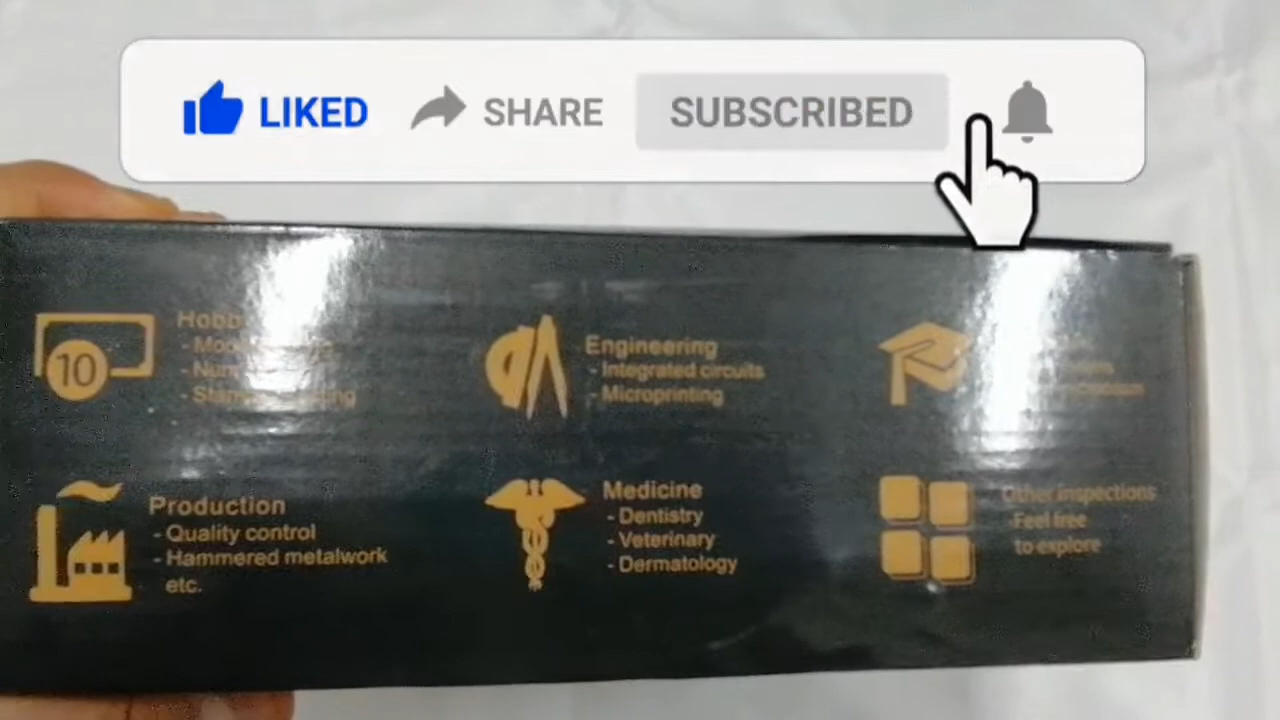 LIKED SHARE SUBSCRIBED
10
Engineering
- Integrated circuits
- Microprinting
Production
- Quality control
- Hammered metalwork
etc.
Medicine
- Dentistry
- Veterinary
- Dermatology
Other inspections
-Feel free
to explore